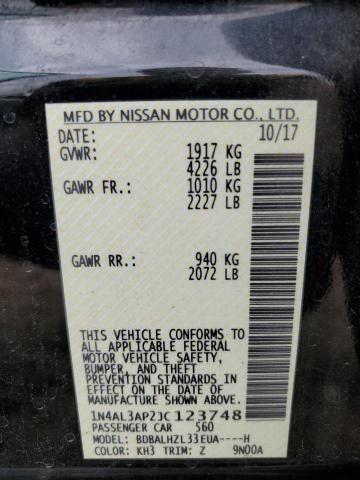 MFD BY NISSAN MOTOR CO., LTD.
DATE: 10/17
GVWR: 1917 KG
4226 LB
GAWR FR.: 1010 KG
2227 LB
GAWR RR.: 940 KG
2072 LB
THIS VEHICLE CONFORMS TO
ALL APPLICABLE FEDERAL
MOTOR VEHICLE SAFETY,
BUMPER, AND THEFT
PREVENTION STANDARDS
IN EFFECT ON THE DATE OF
MANUFACTURE SHOWN ABOVE.
1N4AL3AP2JC123748
PASSENGER CAR S60
MODEL: BDBALHZL33EUA----H
COLOR: KH3 TRIM: Z 9N00A